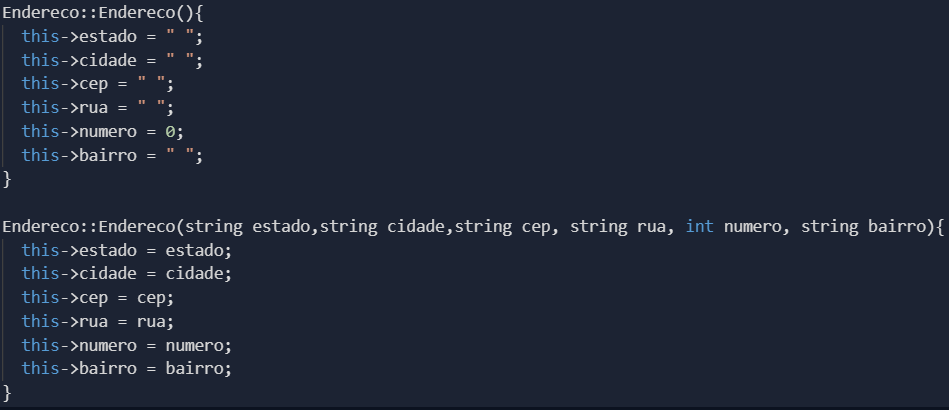 Endereco::Endereco(){
  this->estado = " ";
  this->cidade = " ";
  this->cep = " ";
  this->rua = " ";
  this->numero = 0;
  this->bairro = " ";
}

Endereco::Endereco(string estado,string cidade,string cep, string rua, int numero, string bairro){
  this->estado = estado;
  this->cidade = cidade;
  this->cep = cep;
  this->rua = rua;
  this->numero = numero;
  this->bairro = bairro;
}